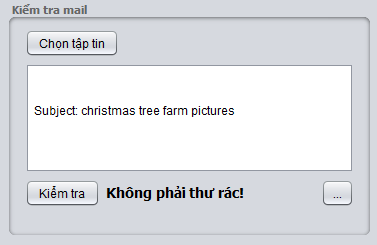 Kiểm tra mail
Chọn tập tin
Subject: christmas tree farm pictures
Kiểm tra Không phải thư rác! ...